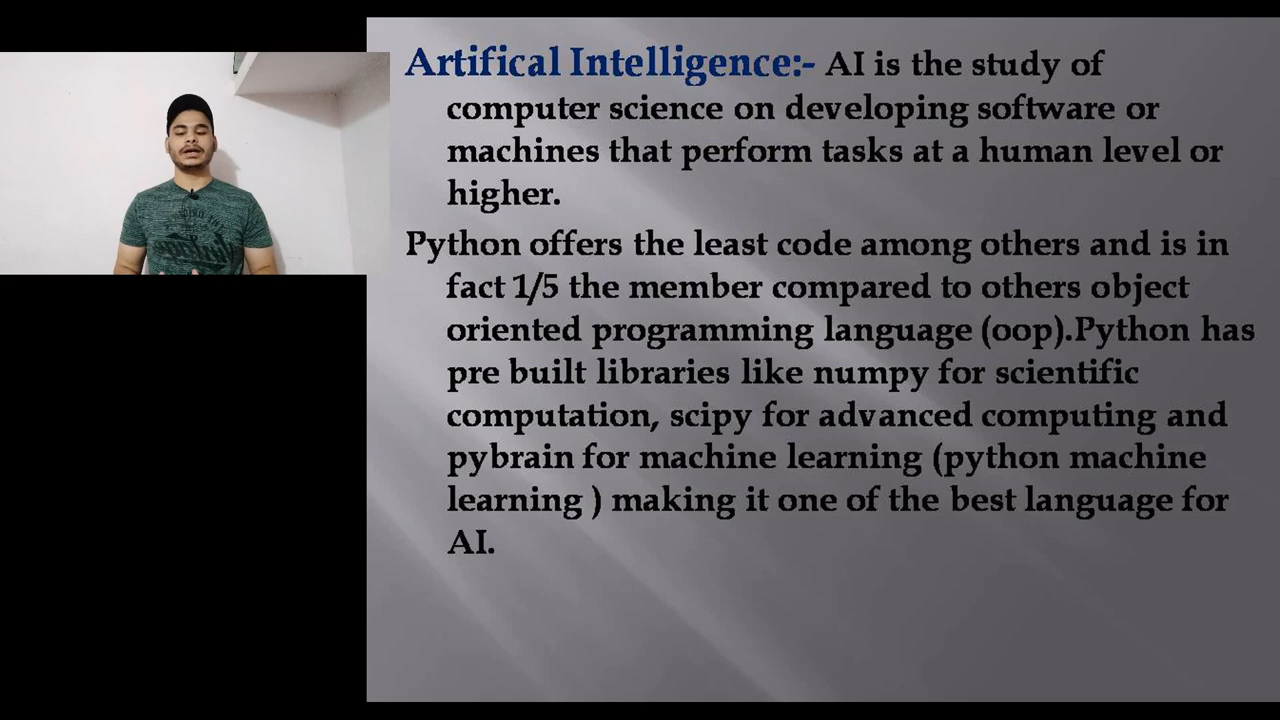 Artifical Intelligence:- AI is the study of
computer science on developing software or
machines that perform tasks at a human level or
higher.
Python offers the least code among others and is in
fact 1/5 the member compared to others object
oriented programming language (oop).Python has
pre built libraries like numpy for scientific
computation, scipy for advanced computing and
pybrain for machine learning (python machine
learning ) making it one of the best language for
AI.